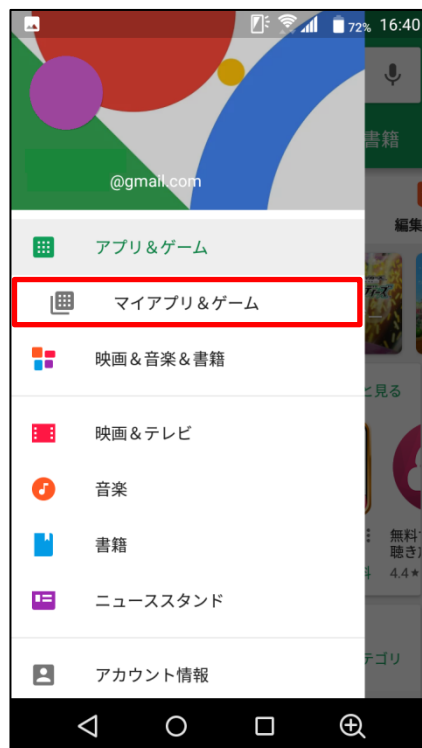 72% 16:40
書籍
@gmail.com
アプリ＆ゲーム
編集
マイアプリ＆ゲーム
映画＆音楽＆書籍
と見る
映画＆テレビ
音楽
無料
聴き
書籍
4.4★
ニューススタンド
テゴリ
アカウント情報